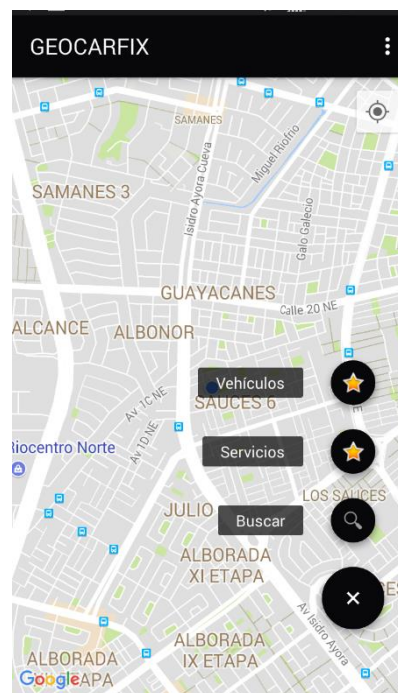 GEOCARFIX
SAMANES
Miguel Riofrio
SAMANES 3
Isidro Ayora Cueva
Galo Galecio
GUAYACANES
Calle 20 NE
ALCANCE
ALBONOR
Vehículos
Av 1C NE
SAUCES 6
Av 1D NE
Riocentro Norte
Servicios
LOS SAUCES
JULIO
Buscar
ALBORADA
XI ETAPA
Av Isidro Ayora
ALBORADA
IX ETAPA
ALBORADA
Google